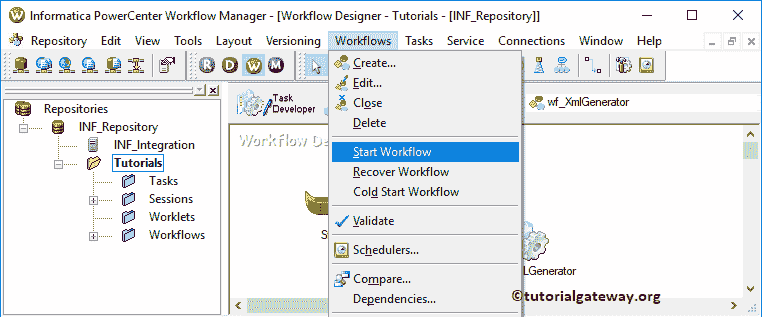 Informatica PowerCenter Workflow Manager - [Workflow Designer - Tutorials - [INF_Repository]]
Repository Edit View Tools Layout Versioning Workflows Tasks Service Connections Window Help
R D W M
Repositories
INF_Repository
INF_Integration
Tutorials
Tasks
Sessions
Worklets
Workflows
Task
Developer
wf_XmlGenerator
Workflow Designer
Create...
Edit...
Close
Delete
Start Workflow
Recover Workflow
Cold Start Workflow
Validate
Schedulers...
Compare...
Dependencies...
S
LGenerator
©tutorialgateway.org